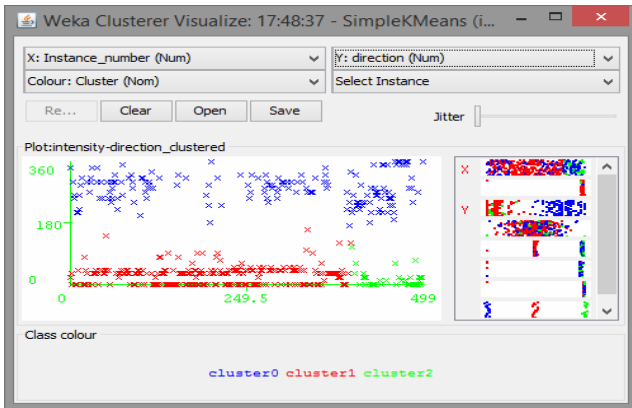 Weka Clusterer Visualize: 17:48:37 - SimpleKMeans (i...
X: Instance_number (Num)
Y: direction (Num)
Colour: Cluster (Nom)
Select Instance
Re...
Clear
Open
Save
Jitter
Plot:intensity-direction_clustered
360
180
0
0
249.5
499
X
Y
Class colour
cluster0 cluster1 cluster2